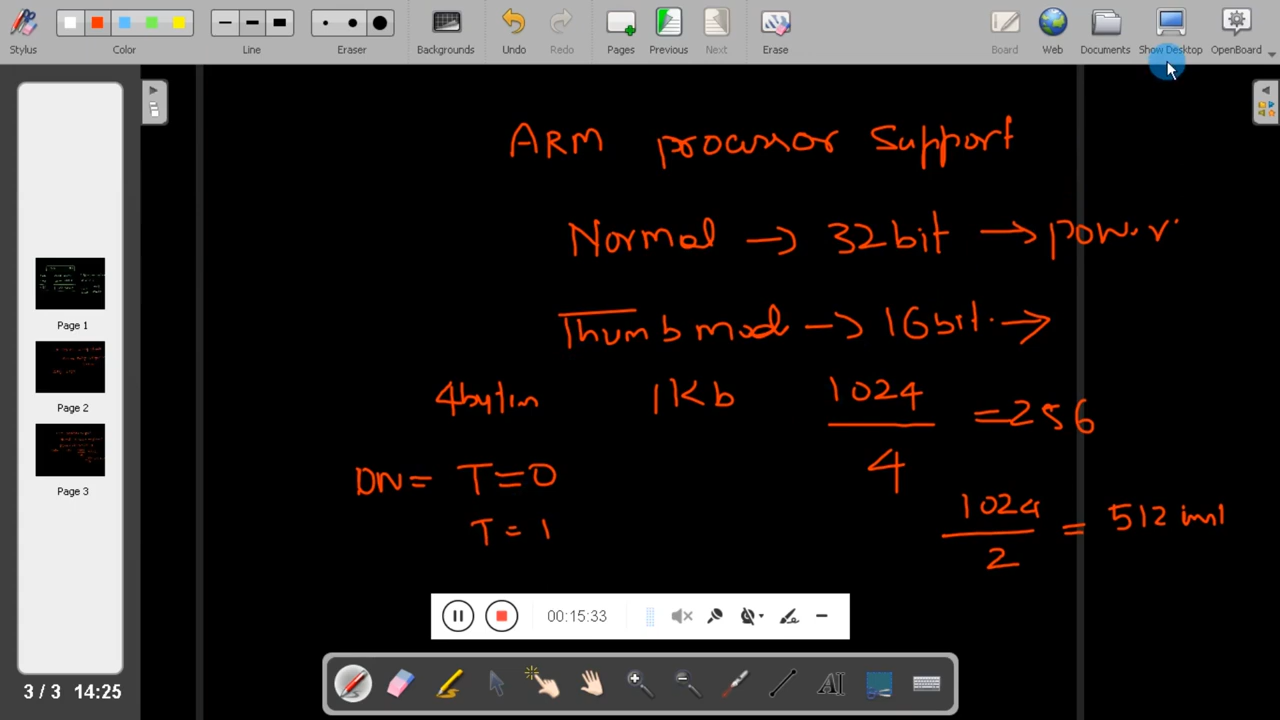 Stylus Color Line Eraser Backgrounds Undo Redo Pages Previous Next Erase Board Web Documents Show Desktop OpenBoard
ARM processor Support
Normal → 32bit → power
Thumb mod → 16bit →
4bytes 1Kb 1024
4 = 256
DN = T=0
T = 1
1024
2 = 512
Page 1
Page 2
Page 3
00:15:33
3 / 3 14:25
AI